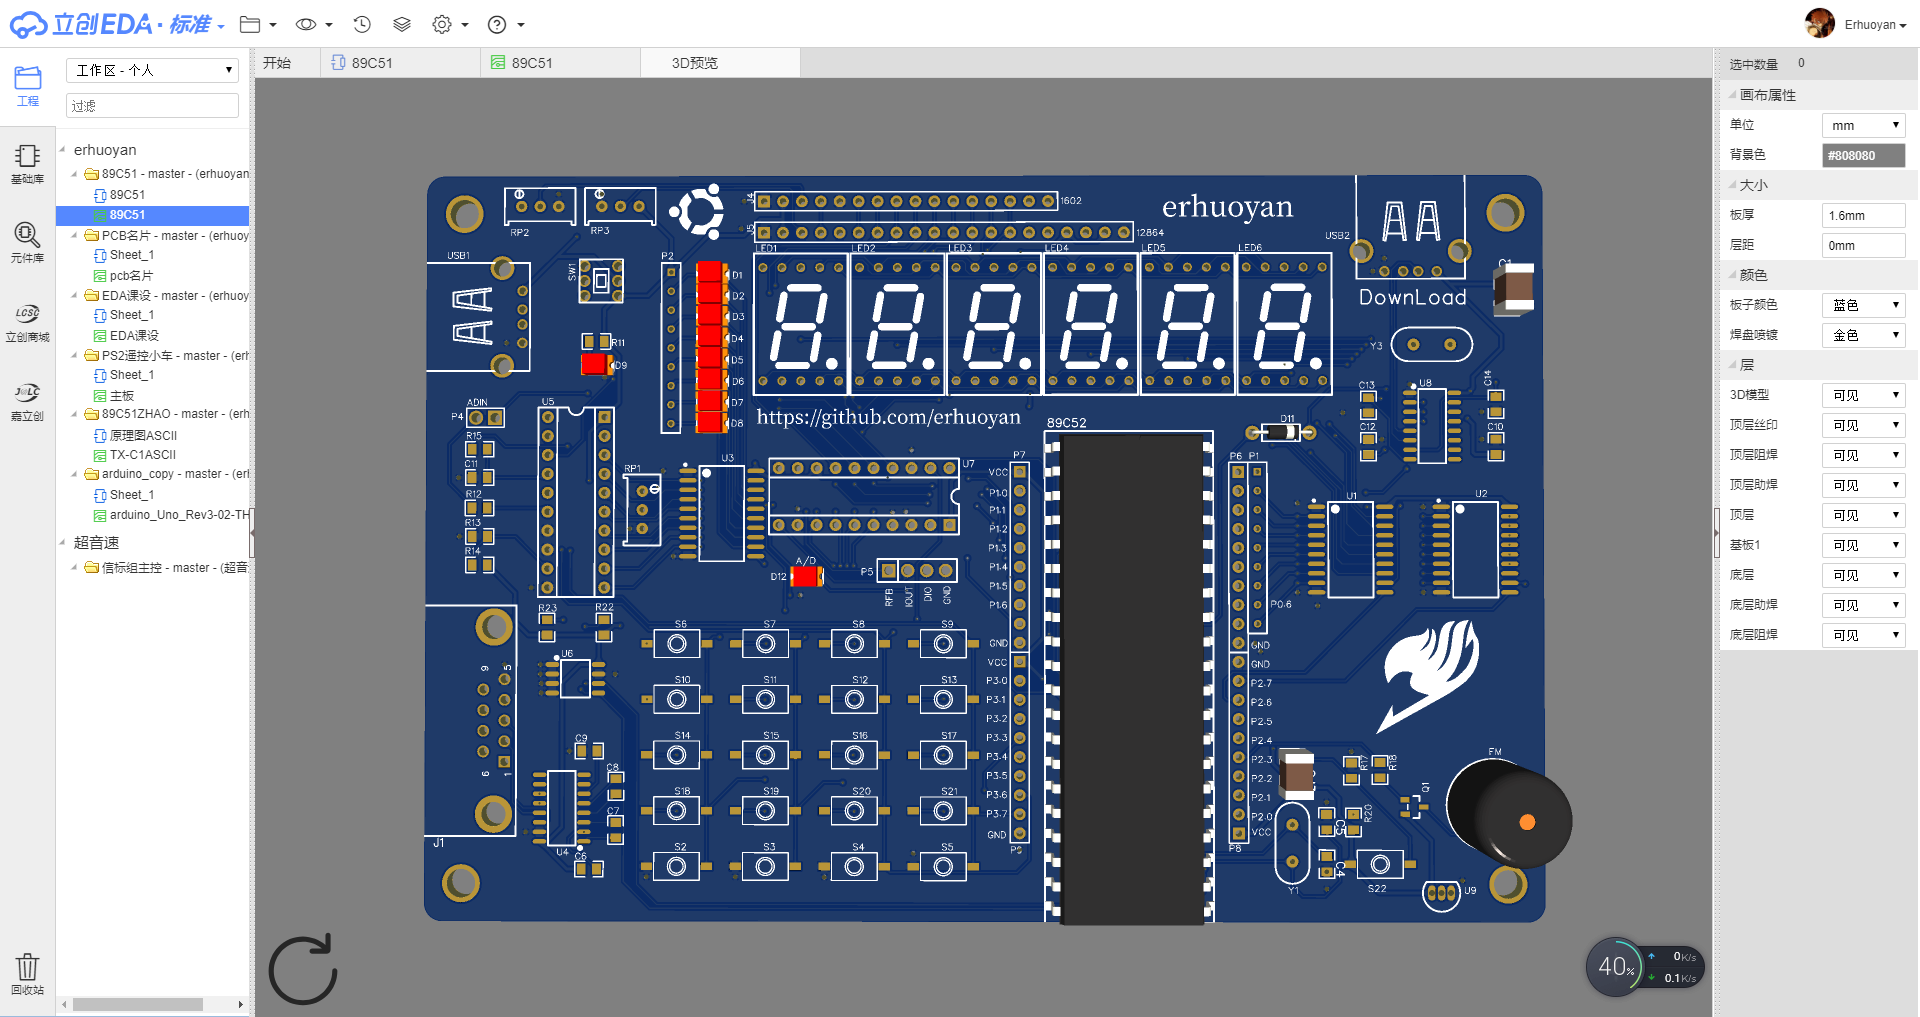 立创EDA · 标准
Erhuoyan
工程
基础库
元件库
立创商城
嘉立创
回收站
工作区 - 个人
过滤
erhuoyan
89C51 - master - (erhuoyan
89C51
89C51
PCB名片 - master - (erhuoy
Sheet_1
pcb名片
EDA课设 - master - (erhuoy
Sheet_1
EDA课设
PS2遥控小车 - master - (erh
Sheet_1
主板
89C51ZHAO - master - (erh
原理图ASCII
TX-C1ASCII
arduino_copy - master - (erh
Sheet_1
arduino_Uno_Rev3-02-TH
超音速
信标组主控 - master - (超音
开始
89C51
89C51
3D预览
RP2
RP3
J4
1602
J5
12864
erhuoyan
USB2
AA
DownLoad
C1
USB1
AA
SW1
P2
D1
D2
D3
D4
D5
D6
D7
D8
LED1
LED2
LED3
LED4
LED5
LED6
R11
D9
Y3
https://github.com/erhuoyan
89C52
D11
C13
C12
U8
C14
C10
ADIN
P4
R15
C11
R12
R13
R14
U5
RP1
U3
U7
A/D
D12
P5
RFB
IOUT
DIO
GND
P7
VCC
P1.0
P1.1
P1.2
P1.3
P1.4
P1.5
P1.6
GND
VCC
P3.0
P3.1
P3.2
P3.3
P3.4
P3.5
P3.6
P3.7
GND
P6
P1
P0.6
GND
GND
P2.7
P2.6
P2.5
P2.4
P2.3
P2.2
P2.1
P2.0
VCC
P8
U1
U2
R23
R22
U6
9
5
6
1
J1
C9
C8
C7
U4
C6
S6
S7
S8
S9
S10
S11
S12
S13
S14
S15
S16
S17
S18
S19
S20
S21
S2
S3
S4
S5
R17
R18
Q1
FM
C5
R20
C4
Y1
S22
U9
40%
0K/s
0.1K/s
选中数量 0
画布属性
单位 mm
背景色 #808080
大小
板厚 1.6mm
层距 0mm
颜色
板子颜色 蓝色
焊盘喷镀 金色
层
3D模型 可见
顶层丝印 可见
顶层阻焊 可见
顶层助焊 可见
顶层 可见
基板1 可见
底层 可见
底层助焊 可见
底层阻焊 可见